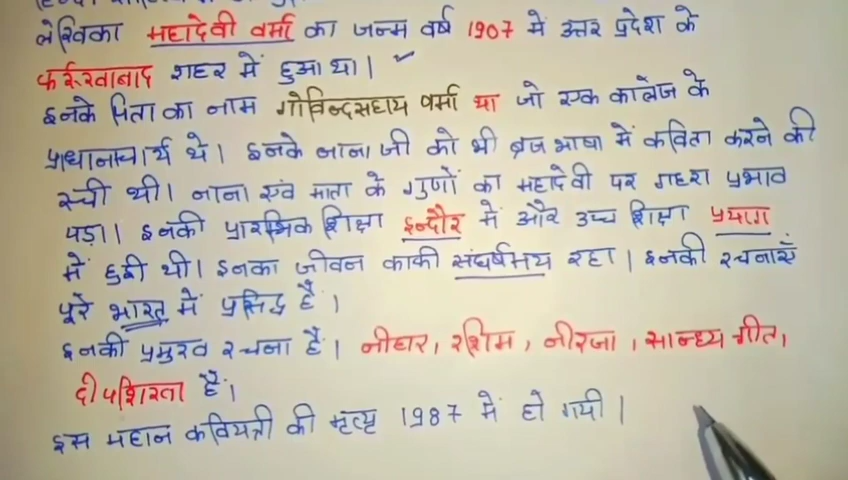 लेखिका महादेवी वर्मा का जन्म वर्ष 1907 में उत्तर प्रदेश के
फर्रुखाबाद शहर में हुआ था।
इनके पिता का नाम गोविन्दसहाय वर्मा था जो एक कालेज के
प्राधानाचार्य थे। इनके नाना जी को भी ब्रज भाषा में कविता करने की
रूची थी। नाना एवं माता के गुणों का महादेवी पर गहरा प्रभाव
पड़ा। इनकी प्रारम्भिक शिक्षा इन्दौर में और उच्च शिक्षा प्रयाग
में हुई थी। इनका जीवन काफी संघर्षमय रहा। इनकी रचनाएँ
पूरे भारत में प्रसिद्ध है।
इनकी प्रमुख रचना है। नीहार, रश्मि, नीरजा, सान्ध्य गीत,
दीपशिखा है।
इस महान कवियत्री की मृत्यु 1987 में हो गयी।